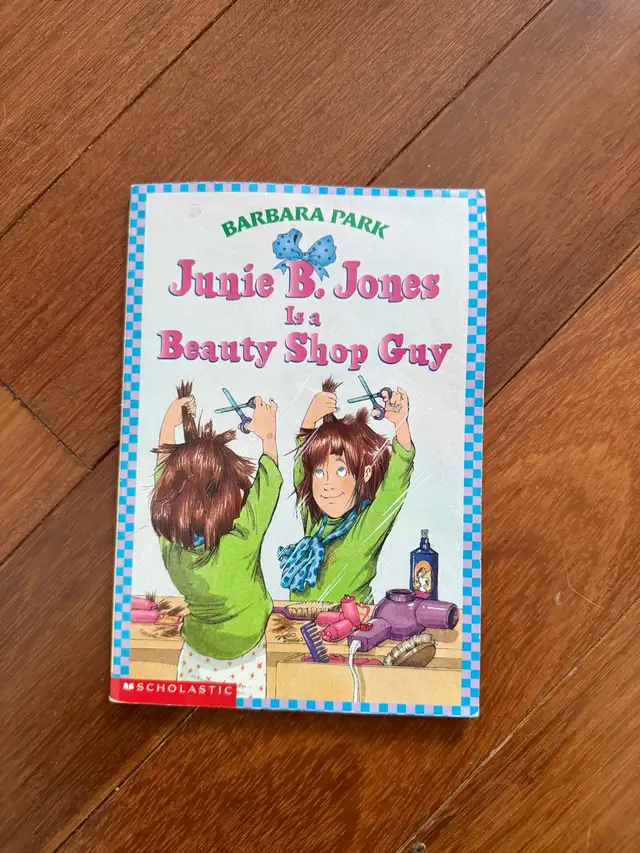 BARBARA PARK
Junie B. Jones
Is a
Beauty Shop Guy
SCHOLASTIC